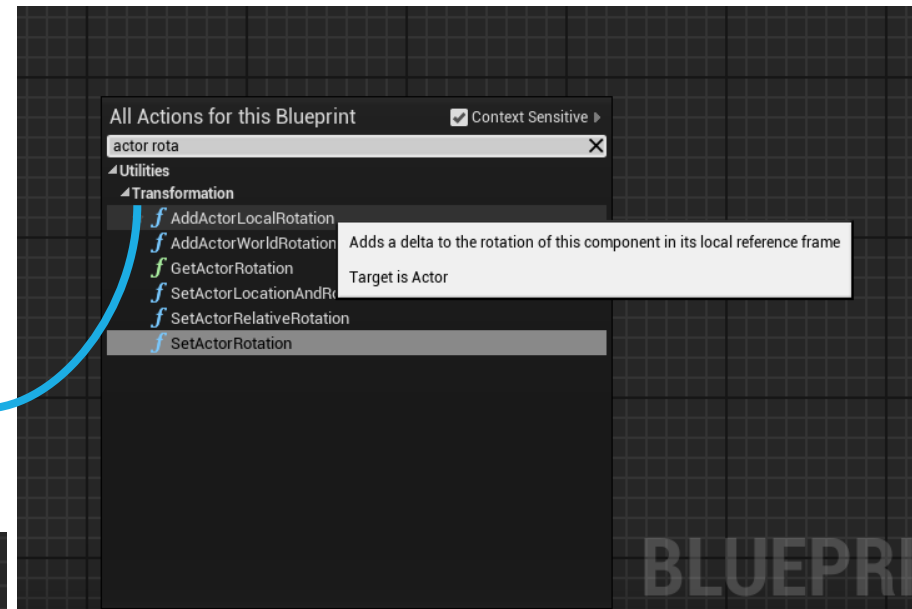 All Actions for this Blueprint
Context Sensitive
actor rota
Utilities
Transformation
AddActorLocalRotation
AddActorWorldRotation
GetActorRotation
SetActorLocationAndR
SetActorRelativeRotation
SetActorRotation
Adds a delta to the rotation of this component in its local reference frame
Target is Actor
BLUEPRI